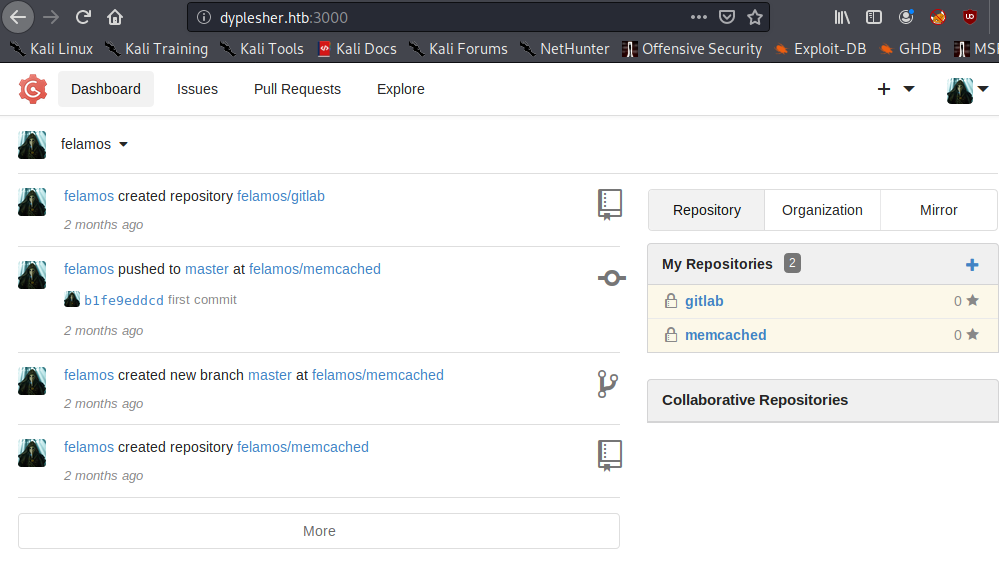 dyplesher.htb:3000
Kali Linux Kali Training Kali Tools Kali Docs Kali Forums NetHunter Offensive Security Exploit-DB GHDB
Dashboard Issues Pull Requests Explore
felamos
felamos created repository felamos/gitlab
2 months ago
felamos pushed to master at felamos/memcached
b1fe9eddcd first commit
2 months ago
felamos created new branch master at felamos/memcached
2 months ago
felamos created repository felamos/memcached
2 months ago
More
Repository Organization Mirror
My Repositories 2
gitlab 0
memcached 0
Collaborative Repositories